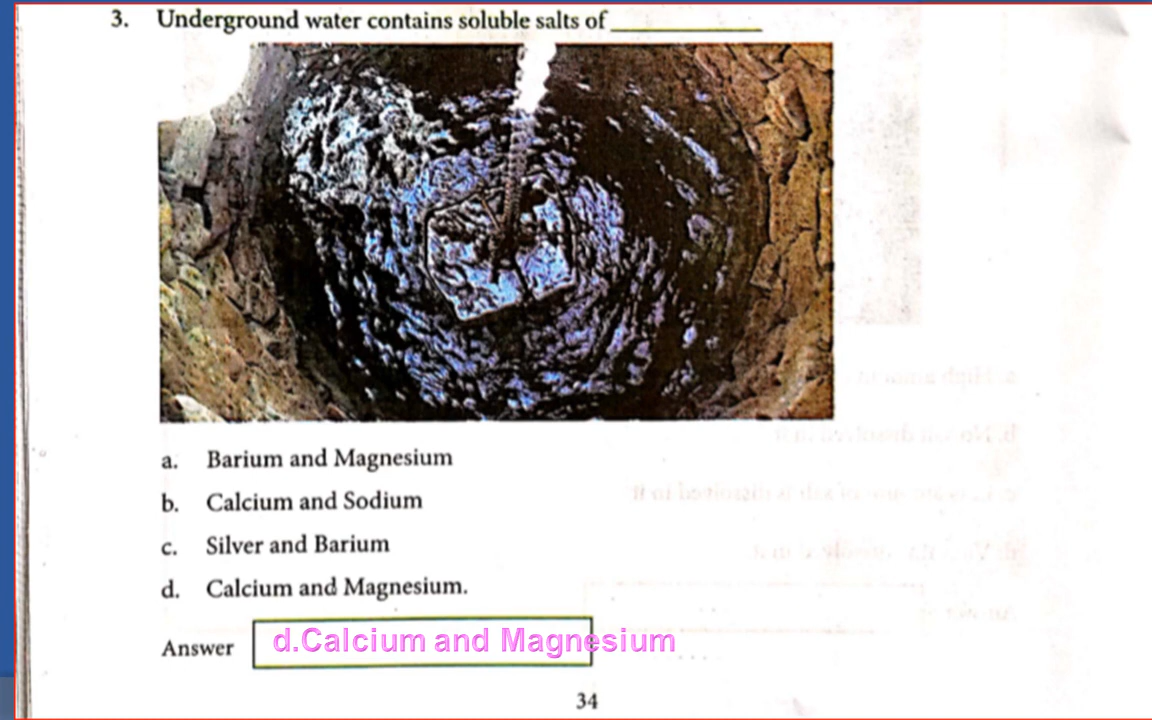 3. Underground water contains soluble salts of
a. Barium and Magnesium
b. Calcium and Sodium
c. Silver and Barium
d. Calcium and Magnesium.
Answer d.Calcium and Magnesium
34